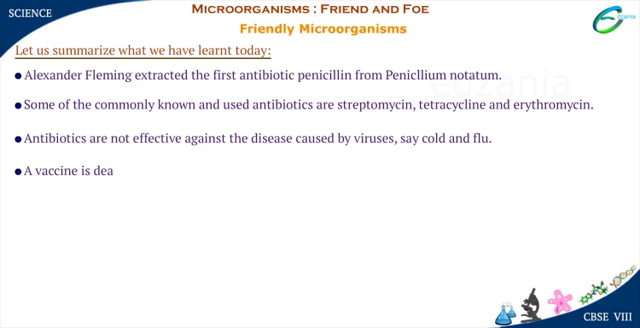 SCIENCE
MICROORGANISMS : FRIEND AND FOE
Edzania
Friendly Microorganisms
Let us summarize what we have learnt today:
edzania
Alexander Fleming extracted the first antibiotic penicillin from Penicllium notatum.
Some of the commonly known and used antibiotics are streptomycin, tetracycline and erythromycin.
Antibiotics are not effective against the disease caused by viruses, say cold and flu.
A vaccine is dea
CBSE VIII